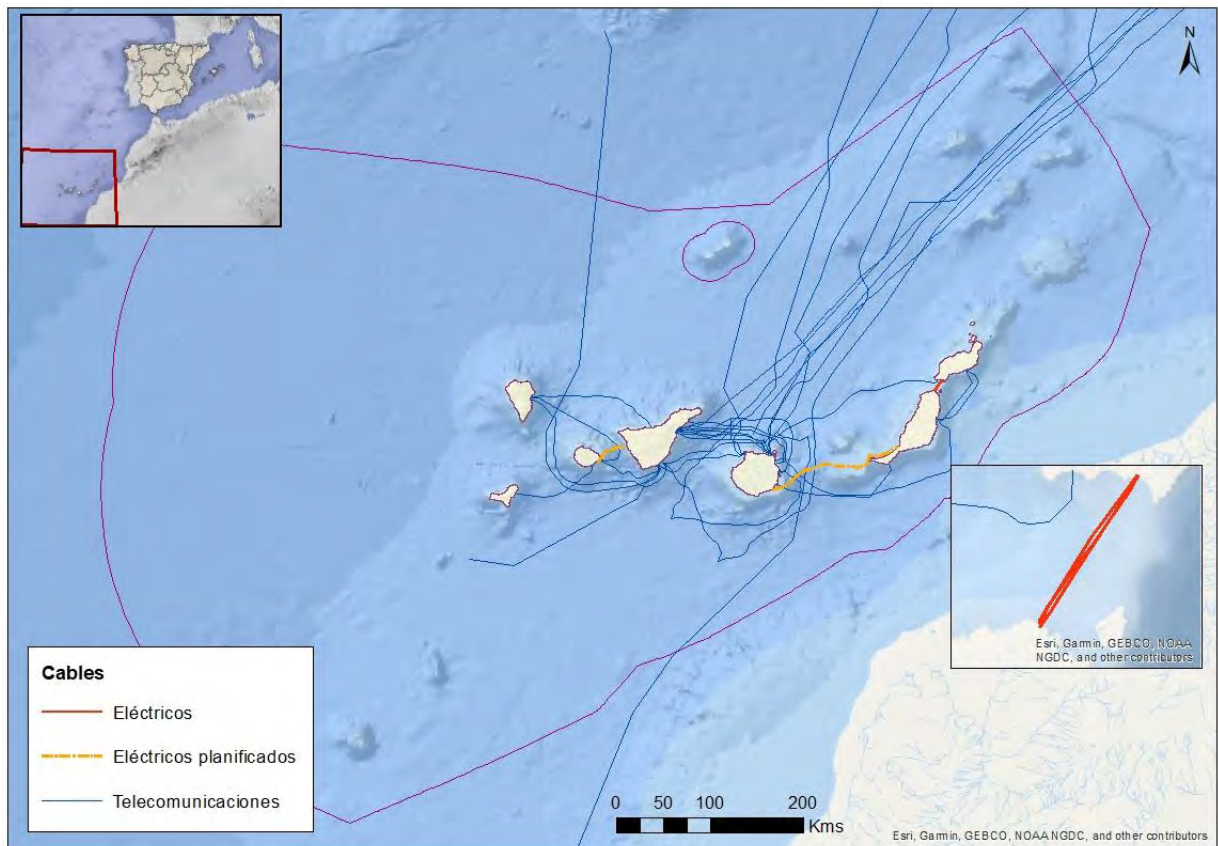 N
Cables
Eléctricos
Eléctricos planificados
Telecomunicaciones
0 50 100 200
Kms
Esri, Garmin, GEBCO, NOAA
NGDC, and other contributors
Esri, Garmin, GEBCO, NOAA NGDC, and other contributors